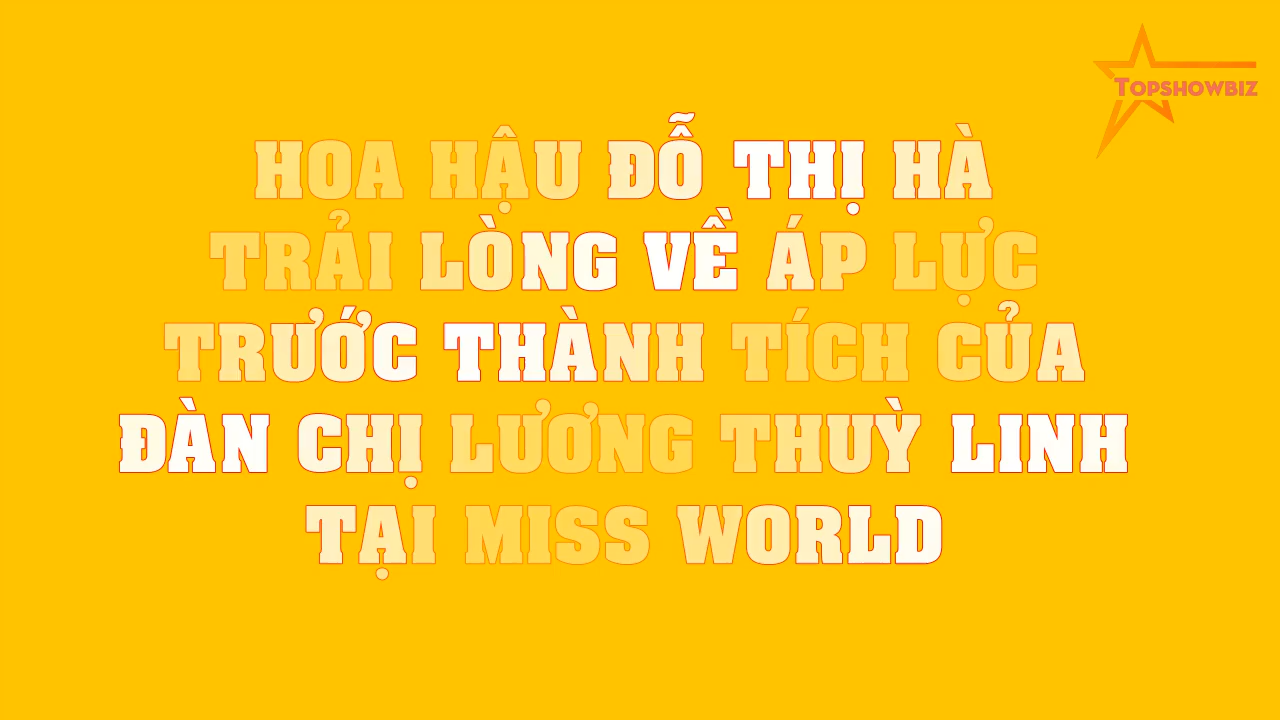 TOPSHOWBIZ
HOA HẬU ĐỖ THỊ HÀ
TRẢI LÒNG VỀ ÁP LỰC
TRƯỚC THÀNH TÍCH CỦA
ĐÀN CHỊ LƯƠNG THUỲ LINH
TẠI MISS WORLD